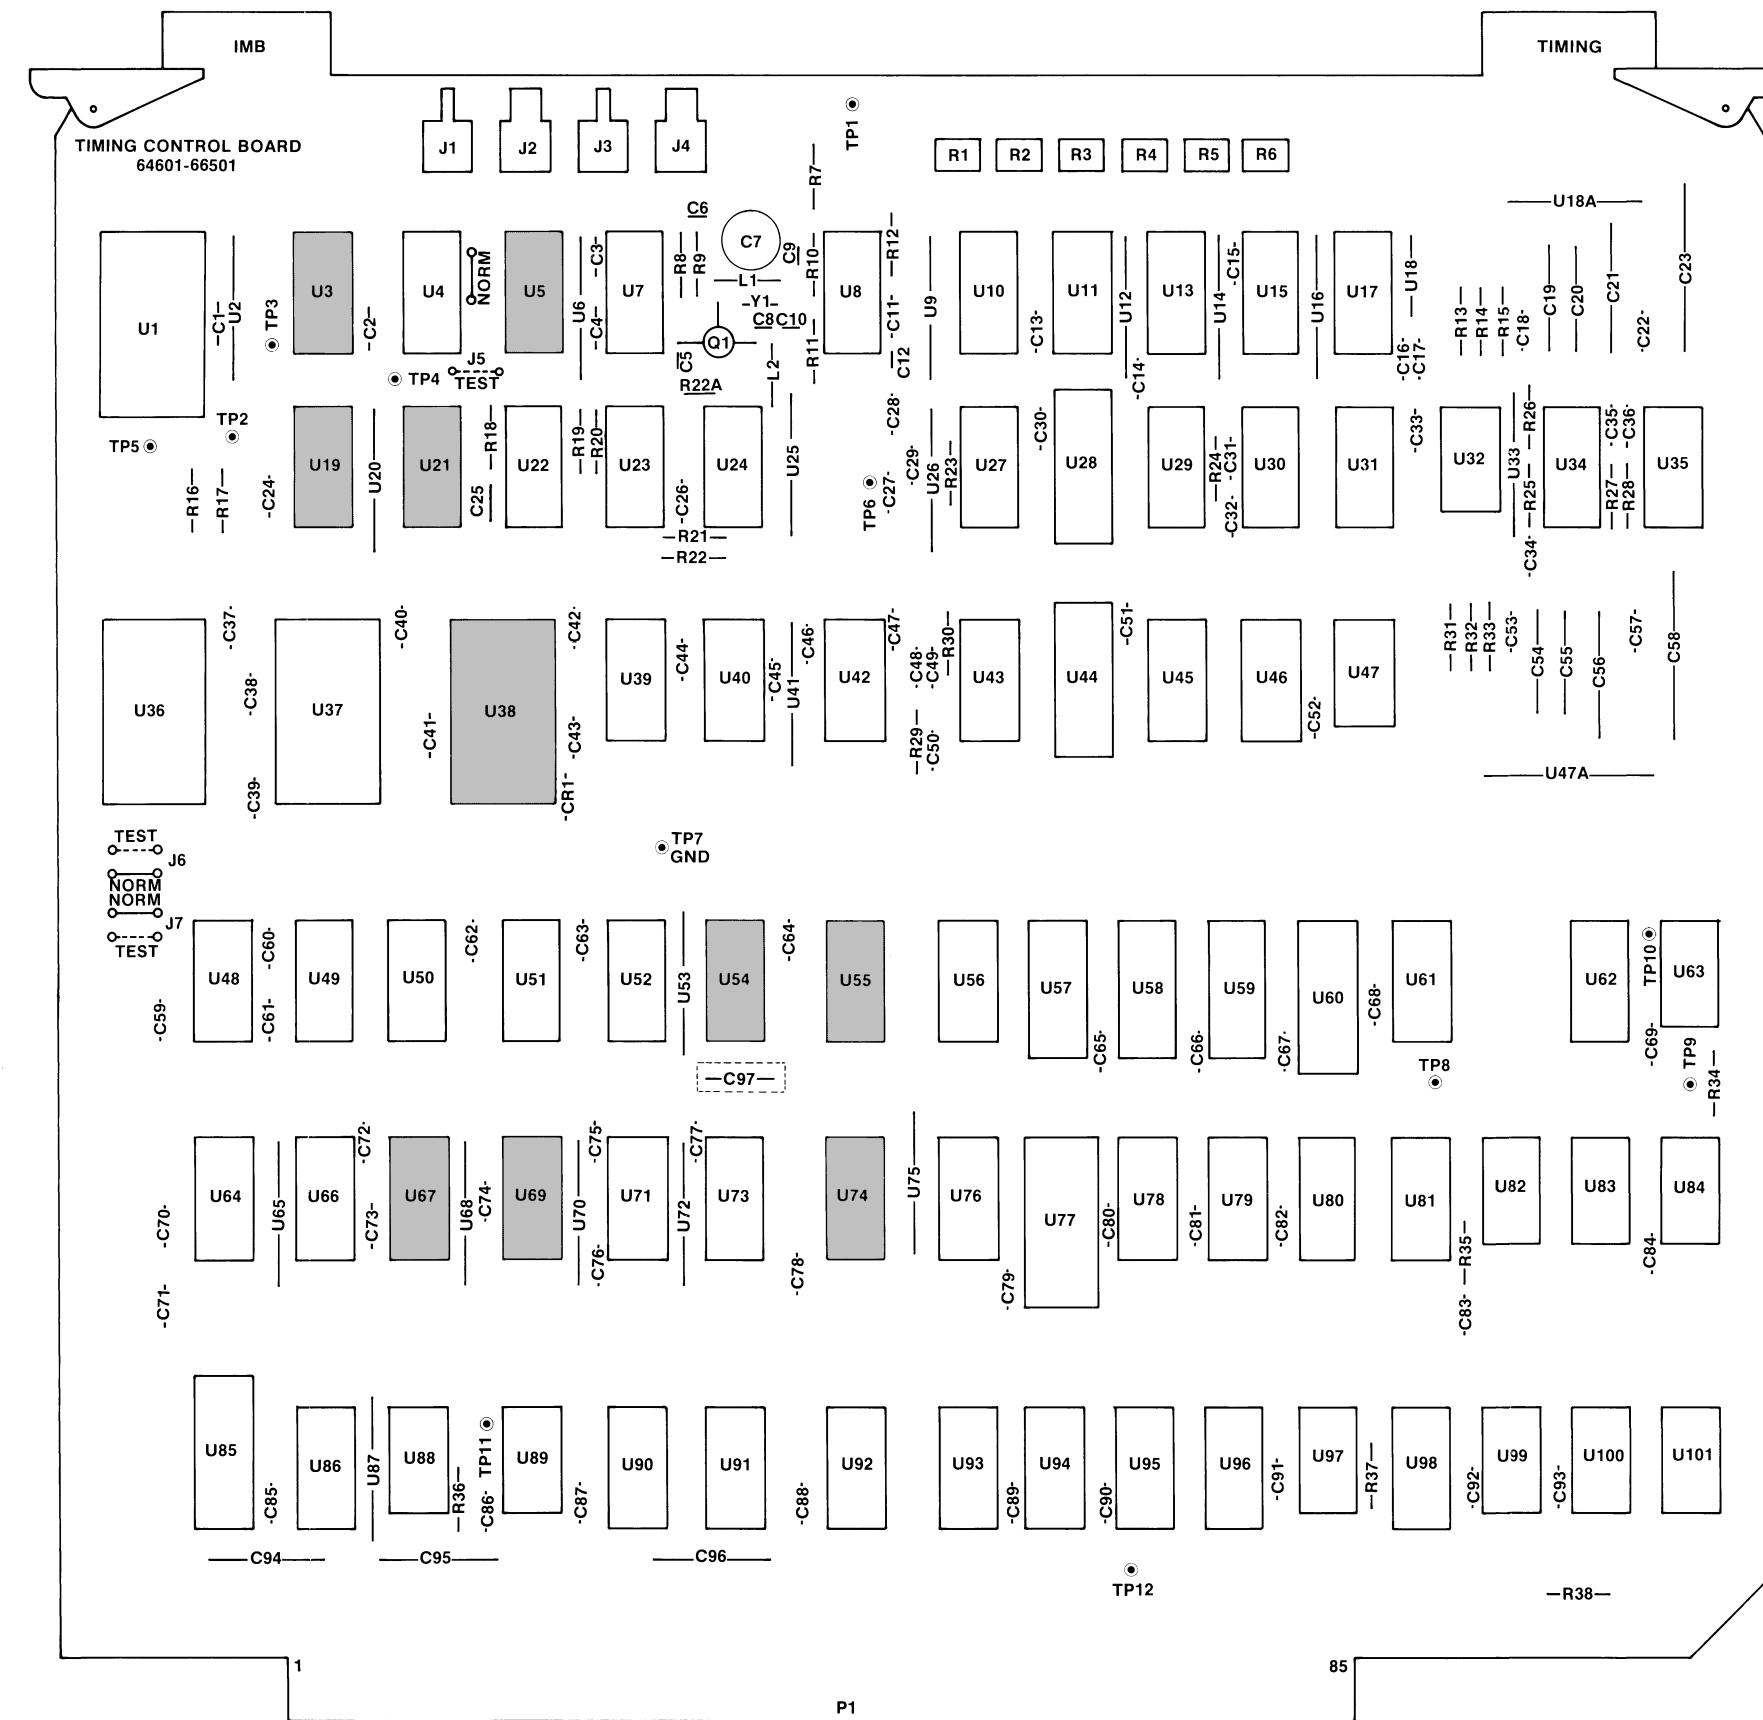 IMB
TIMING
TIMING CONTROL BOARD
64601-66501
J1
J2
J3
J4
TP1
R7
R1
R2
R3
R4
R5
R6
U18A
C6
C7
C9
R10
R12
R8
R9
L1
Y1
C8
C10
Q1
C5
R22A
L2
R11
U1
C1
U2
TP3
U3
C2
U4
NORM
U5
U6
C3
C4
U7
U8
C11
C12
U9
U10
C13
U11
U12
C14
U13
U14
C15
U15
U16
U17
U18
C16
C17
R13
R14
R15
C18
C19
C20
C21
C22
C23
J5
TEST
TP4
TP2
TP5
R16
R17
C24
U19
U20
U21
R18
C25
U22
R19
R20
U23
C26
U24
U25
R21
R22
TP6
C27
C28
C29
U26
R23
U27
C30
U28
U29
R24
C31
C32
U30
U31
C33
U32
U33
R26
R25
C34
U34
C35
C36
R27
R28
U35
U36
C37
C38
C39
U37
C40
C41
U38
C42
C43
CR1
U39
C44
U40
C45
U41
C46
U42
C47
C48
C49
R30
R29
C50
U43
U44
C51
U45
U46
C52
U47
R31
R32
R33
C53
C54
C55
C56
C57
C58
U47A
TEST
J6
NORM
NORM
J7
TEST
TP7
GND
C59
U48
C60
C61
U49
U50
C62
U51
C63
U52
U53
U54
C64
U55
U56
U57
C65
U58
C66
U59
C67
U60
C68
U61
U62
TP10
C69
U63
C97
TP8
TP9
R34
C70
C71
U64
U65
U66
C72
C73
U67
U68
C74
U69
U70
C75
C76
U71
U72
C77
U73
C78
U74
U75
U76
C79
U77
C80
U78
C81
U79
C82
U80
U81
R35
C83
U82
U83
C84
U84
U85
C85
U86
U87
U88
R36
TP11
C86
U89
C87
U90
U91
C88
U92
U93
C89
U94
C90
U95
U96
C91
U97
R37
U98
C92
U99
C93
U100
U101
C94
C95
C96
TP12
R38
1
85
P1